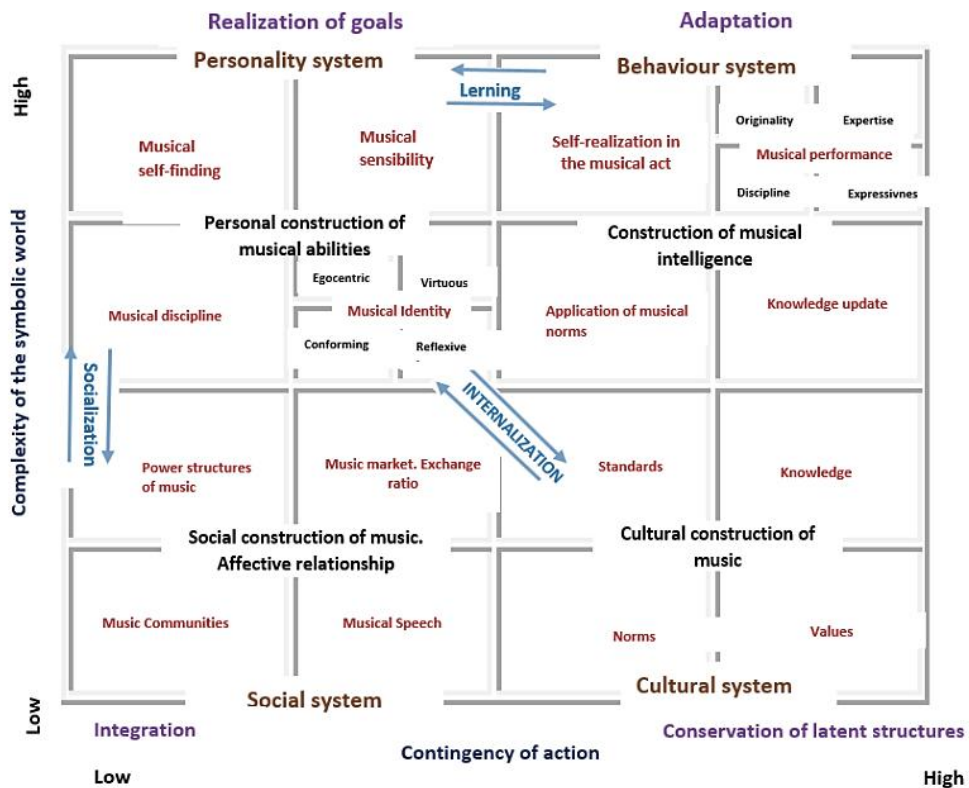 Realization of goals
Adaptation
Personality system
Behaviour system
High
Lerning
Originality
Expertise
Musical
self-finding
Musical
sensibility
Self-realization in
the musical act
Musical performance
Discipline
Expressivnes
Complexity of the symbolic world
Personal construction of
musical abilities
Construction of musical
intelligence
Egocentric
Virtuous
Musical discipline
Musical Identity
Application of musical
norms
Knowledge update
Conforming
Reflexive
Socialization
INTERNALIZATION
Power structures
of music
Music market. Exchange
ratio
Standards
Knowledge
Social construction of music.
Affective relationship
Cultural construction of
music
Music Communities
Musical Speech
Norms
Values
Low
Social system
Cultural system
Integration
Conservation of latent structures
Contingency of action
Low
High